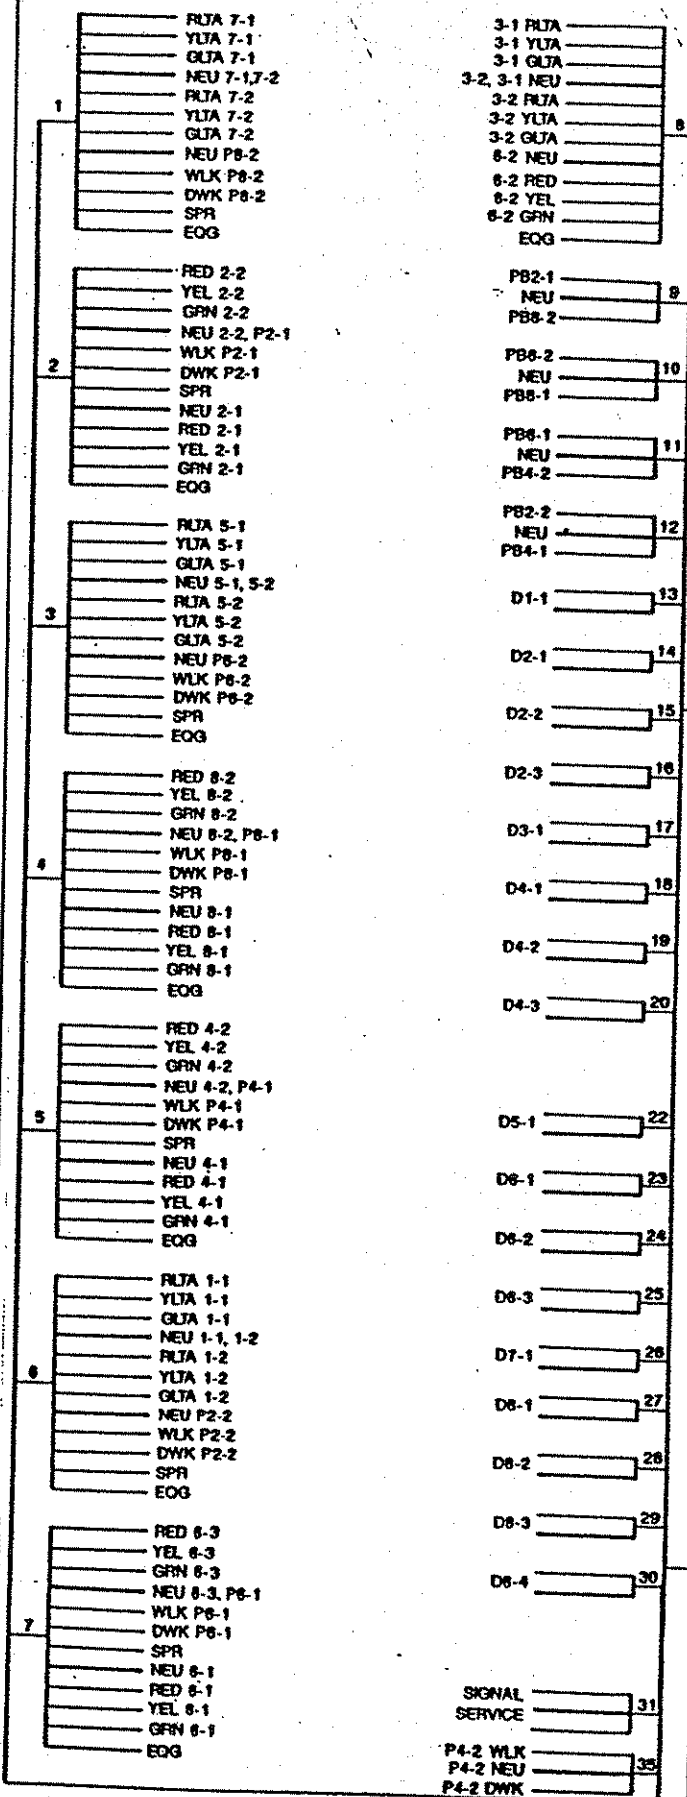 1
RLTA 7-1
YLTA 7-1
GLTA 7-1
NEU 7-1,7-2
RLTA 7-2
YLTA 7-2
GLTA 7-2
NEU P8-2
WLK P8-2
DWK P8-2
SPR
EQG
2
RED 2-2
YEL 2-2
GRN 2-2
NEU 2-2, P2-1
WLK P2-1
DWK P2-1
SPR
NEU 2-1
RED 2-1
YEL 2-1
GRN 2-1
EQG
3
RLTA 5-1
YLTA 5-1
GLTA 5-1
NEU 5-1, 5-2
RLTA 5-2
YLTA 5-2
GLTA 5-2
NEU P6-2
WLK P6-2
DWK P6-2
SPR
EQG
4
RED 8-2
YEL 8-2
GRN 8-2
NEU 8-2, P8-1
WLK P8-1
DWK P8-1
SPR
NEU 8-1
RED 8-1
YEL 8-1
GRN 8-1
EQG
5
RED 4-2
YEL 4-2
GRN 4-2
NEU 4-2, P4-1
WLK P4-1
DWK P4-1
SPR
NEU 4-1
RED 4-1
YEL 4-1
GRN 4-1
EQG
6
RLTA 1-1
YLTA 1-1
GLTA 1-1
NEU 1-1, 1-2
RLTA 1-2
YLTA 1-2
GLTA 1-2
NEU P2-2
WLK P2-2
DWK P2-2
SPR
EQG
7
RED 6-3
YEL 6-3
GRN 6-3
NEU 6-3, P6-1
WLK P6-1
DWK P6-1
SPR
NEU 6-1
RED 6-1
YEL 6-1
GRN 6-1
EQG
3-1 RLTA
3-1 YLTA
3-1 GLTA
3-2, 3-1 NEU
3-2 RLTA
3-2 YLTA
3-2 GLTA
6-2 NEU
6-2 RED
6-2 YEL
6-2 GRN
EQG
8
PB2-1
NEU
PB8-2
9
PB6-2
NEU
PB8-1
10
PB6-1
NEU
PB4-2
11
PB2-2
NEU
PB4-1
12
D1-1 13
D2-1 14
D2-2 15
D2-3 16
D3-1 17
D4-1 18
D4-2 19
D4-3 20
D5-1 22
D6-1 23
D6-2 24
D6-3 25
D7-1 26
D8-1 27
D8-2 28
D8-3 29
30
SIGNAL
SERVICE
31
P4-2 WLK
P4-2 NEU
P4-2 DWK
35